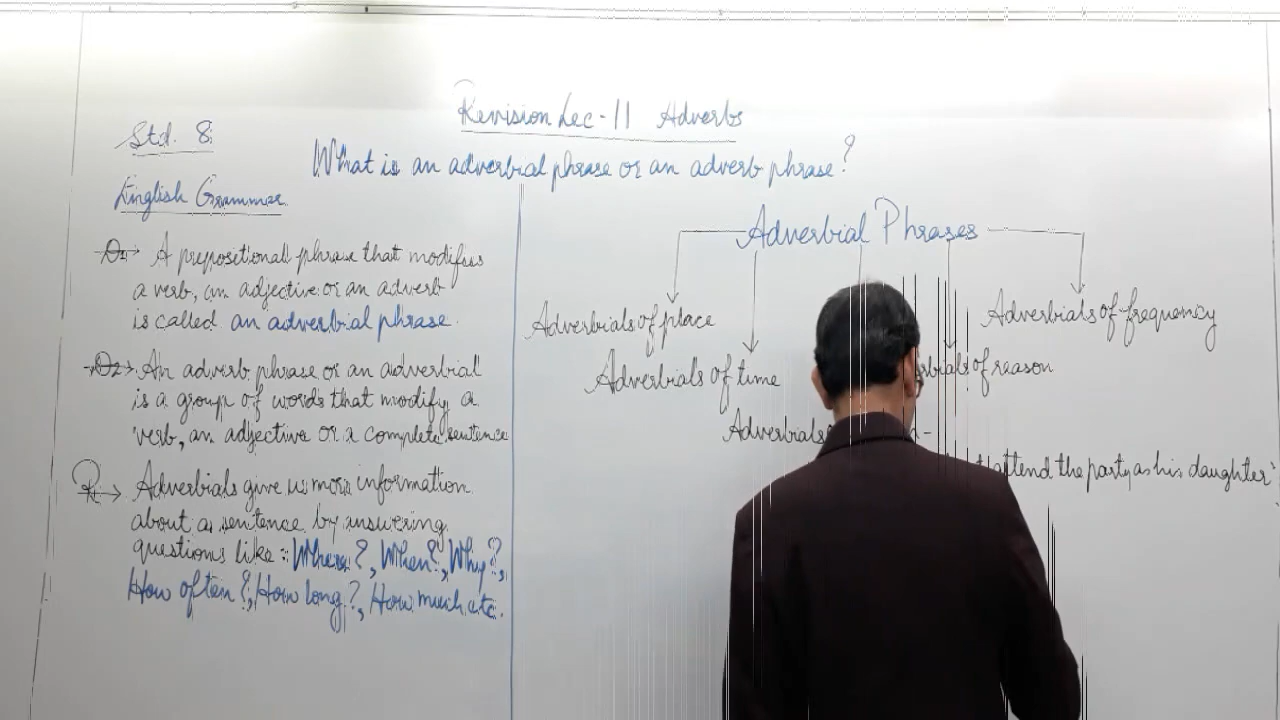 Revision Lec-11 Adverbs
Std. 8
What is an adverbial phrase or an adverb phrase?
English Grammar
D1→ A prepositional phrase that modifies
a verb, an adjective or an adverb
is called an adverbial phrase.
D2→ An adverb phrase or an adverbial
is a group of words that modify a
verb, an adjective or a complete sentence
R1→ Adverbials give us more information
about a sentence by answering
questions like: Where?, When?, Why?,
How often?, How long?, How much etc.
Adverbial Phrases
Adverbials of place
Adverbials of frequency
Adverbials of time
rbials of reason
Adverbials
attend the party as his daughter